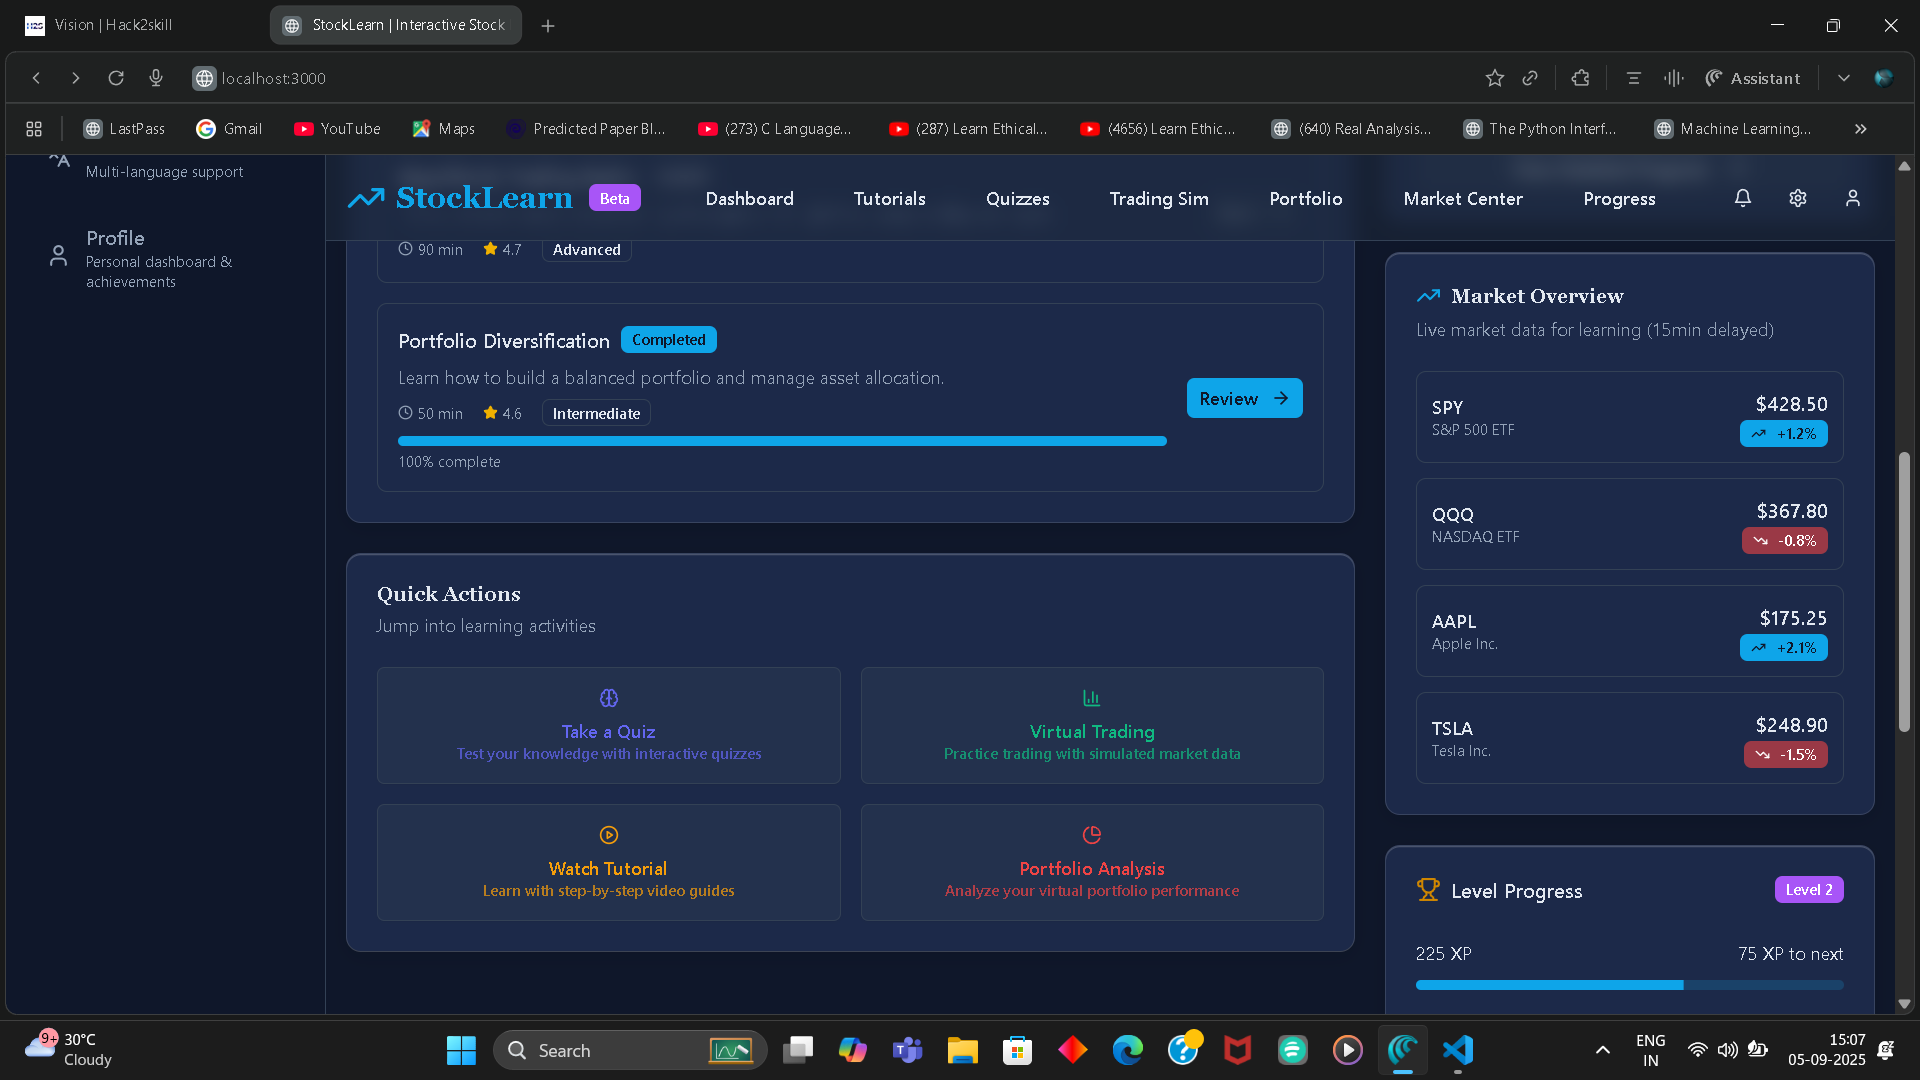 Vision | Hack2skill
StockLearn | Interactive Stock
localhost:3000
Assistant
LastPass
Gmail
YouTube
Maps
Predicted Paper Bl...
(273) C Language...
(287) Learn Ethical...
(4656) Learn Ethic...
(640) Real Analysis...
The Python Interf...
Machine Learning...
Multi-language support
Profile
Personal dashboard &
achievements
StockLearn
Beta
Dashboard
Tutorials
Quizzes
Trading Sim
Portfolio
Market Center
Progress
90 min
4.7
Advanced
Portfolio Diversification
Completed
Learn how to build a balanced portfolio and manage asset allocation.
50 min
4.6
Intermediate
Review
100% complete
Quick Actions
Jump into learning activities
Take a Quiz
Test your knowledge with interactive quizzes
Virtual Trading
Practice trading with simulated market data
Watch Tutorial
Learn with step-by-step video guides
Portfolio Analysis
Analyze your virtual portfolio performance
Market Overview
Live market data for learning (15min delayed)
SPY
S&P 500 ETF
$428.50
+1.2%
QQQ
NASDAQ ETF
$367.80
-0.8%
AAPL
Apple Inc.
$175.25
+2.1%
TSLA
Tesla Inc.
$248.90
-1.5%
Level Progress
Level 2
225 XP
75 XP to next
9+
30°C
Cloudy
Search
ENG
IN
15:07
05-09-2025